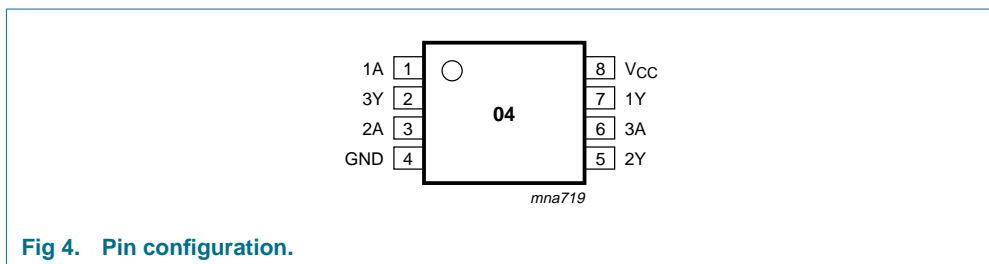 1A 1 8 VCC
3Y 2 7 1Y
04
2A 3 6 3A
GND 4 5 2Y
mna719
Fig 4. Pin configuration.